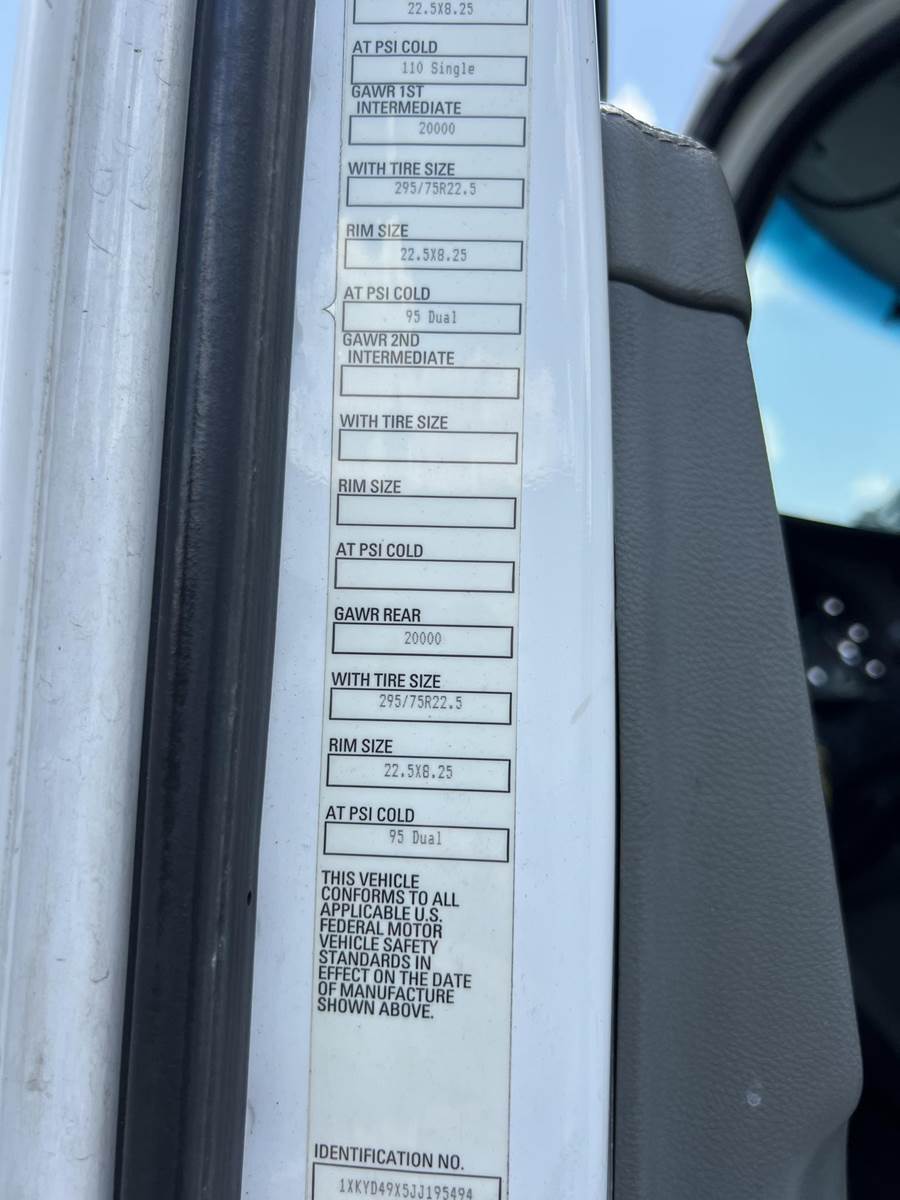 22.5X8.25
AT PSI COLD
110 Single
GAWR 1ST
INTERMEDIATE
20000
WITH TIRE SIZE
295/75R22.5
RIM SIZE
22.5X8.25
AT PSI COLD
95 Dual
GAWR 2ND
INTERMEDIATE
WITH TIRE SIZE
RIM SIZE
AT PSI COLD
GAWR REAR
20000
WITH TIRE SIZE
295/75R22.5
RIM SIZE
22.5X8.25
AT PSI COLD
95 Dual
THIS VEHICLE
CONFORMS TO ALL
APPLICABLE U.S.
FEDERAL MOTOR
VEHICLE SAFETY
STANDARDS IN
EFFECT ON THE DATE
OF MANUFACTURE
SHOWN ABOVE.
IDENTIFICATION NO.
1XKYD49X5JJ195494